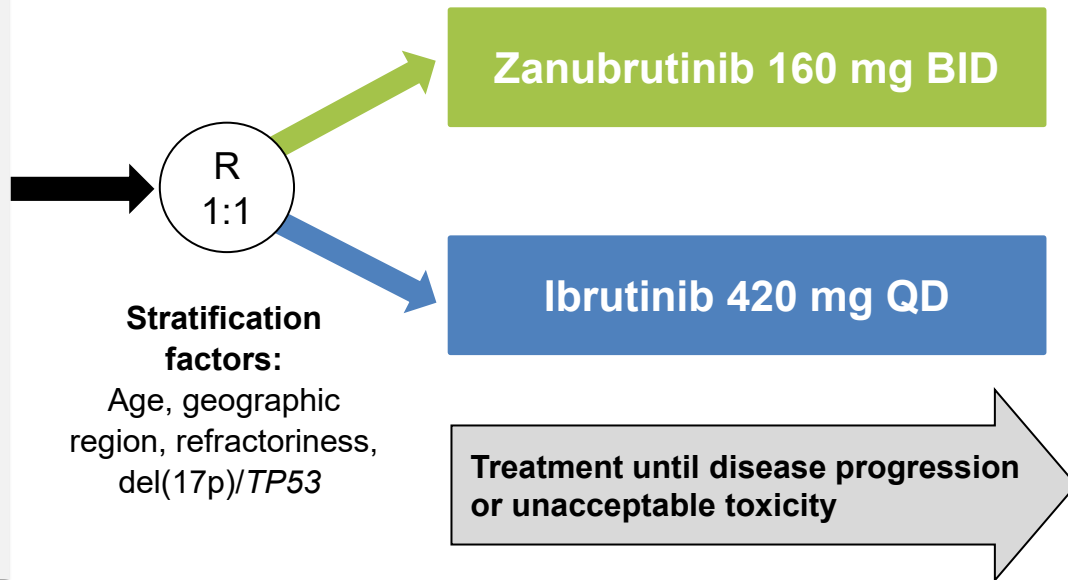 Zanubrutinib 160 mg BID
R
1:1
Ibrutinib 420 mg QD
Stratification
factors:
Age, geographic
region, refractoriness,
del(17p)/TP53
Treatment until disease progression
or unacceptable toxicity